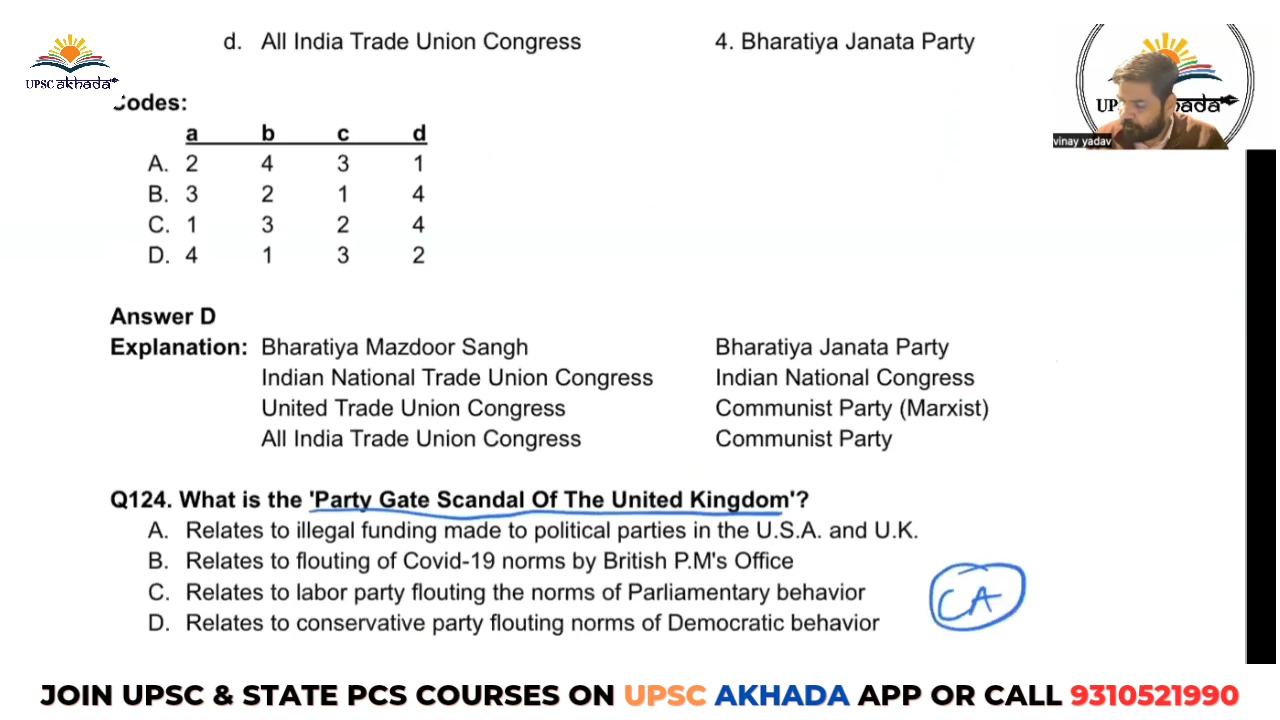 d. All India Trade Union Congress 4. Bharatiya Janata Party
UPSC akhada
UP khada
vinay yadav
Codes:
a b c d
A. 2 4 3 1
B. 3 2 1 4
C. 1 3 2 4
D. 4 1 3 2
Answer D
Explanation: Bharatiya Mazdoor Sangh Bharatiya Janata Party
Indian National Trade Union Congress Indian National Congress
United Trade Union Congress Communist Party (Marxist)
All India Trade Union Congress Communist Party
Q124. What is the 'Party Gate Scandal Of The United Kingdom'?
A. Relates to illegal funding made to political parties in the U.S.A. and U.K.
B. Relates to flouting of Covid-19 norms by British P.M's Office
C. Relates to labor party flouting the norms of Parliamentary behavior
D. Relates to conservative party flouting norms of Democratic behavior
CA
JOIN UPSC & STATE PCS COURSES ON UPSC AKHADA APP OR CALL 9310521990